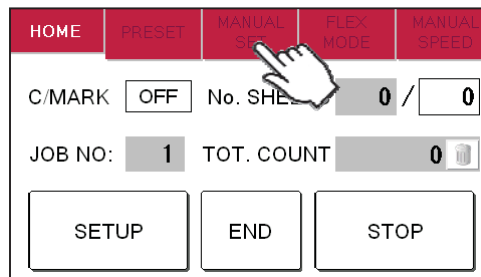 HOME PRESET MANUAL SET FLEX MODE MANUAL SPEED
C/MARK OFF No. SHE 0 / 0
JOB NO: 1 TOT. COUNT 0
SETUP END STOP